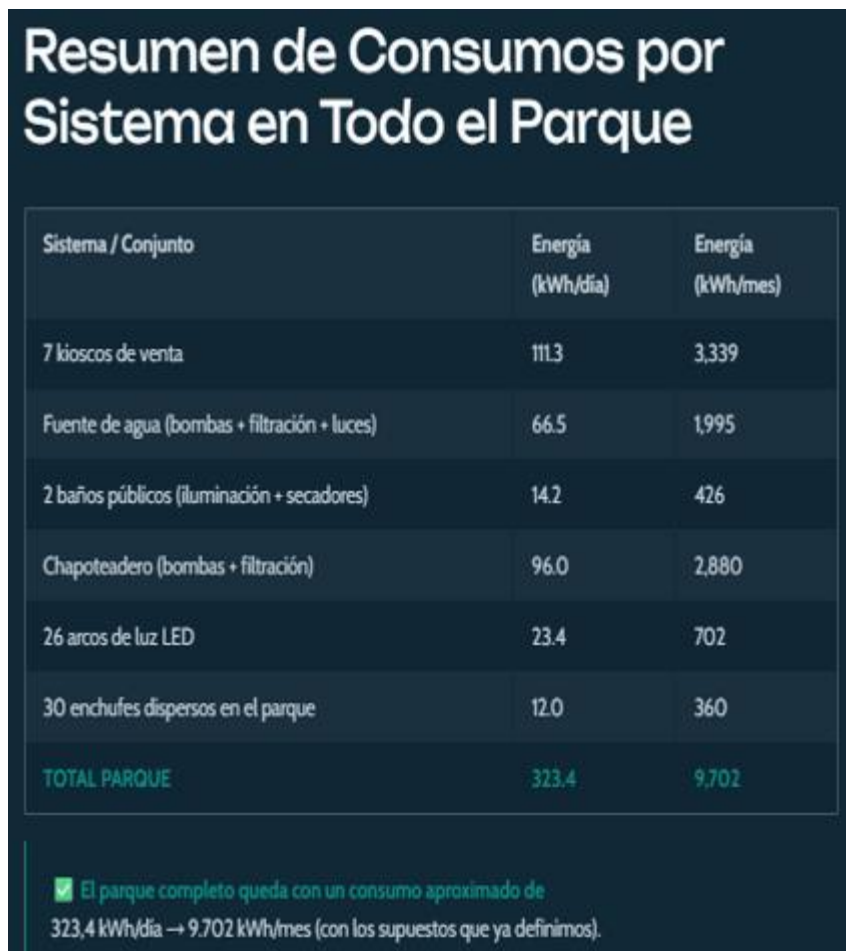 Resumen de Consumos por
Sistema en Todo el Parque
Sistema / Conjunto Energía (kWh/día) Energía (kWh/mes)
7 kioscos de venta 111.3 3,339
Fuente de agua (bombas + filtración + luces) 66.5 1,995
2 baños públicos (iluminación + secadores) 14.2 426
Chapoteadero (bombas + filtración) 96.0 2,880
26 arcos de luz LED 23.4 702
30 enchufes dispersos en el parque 12.0 360
TOTAL PARQUE 323.4 9,702
✅ El parque completo queda con un consumo aproximado de
323,4 kWh/día → 9.702 kWh/mes (con los supuestos que ya definimos).